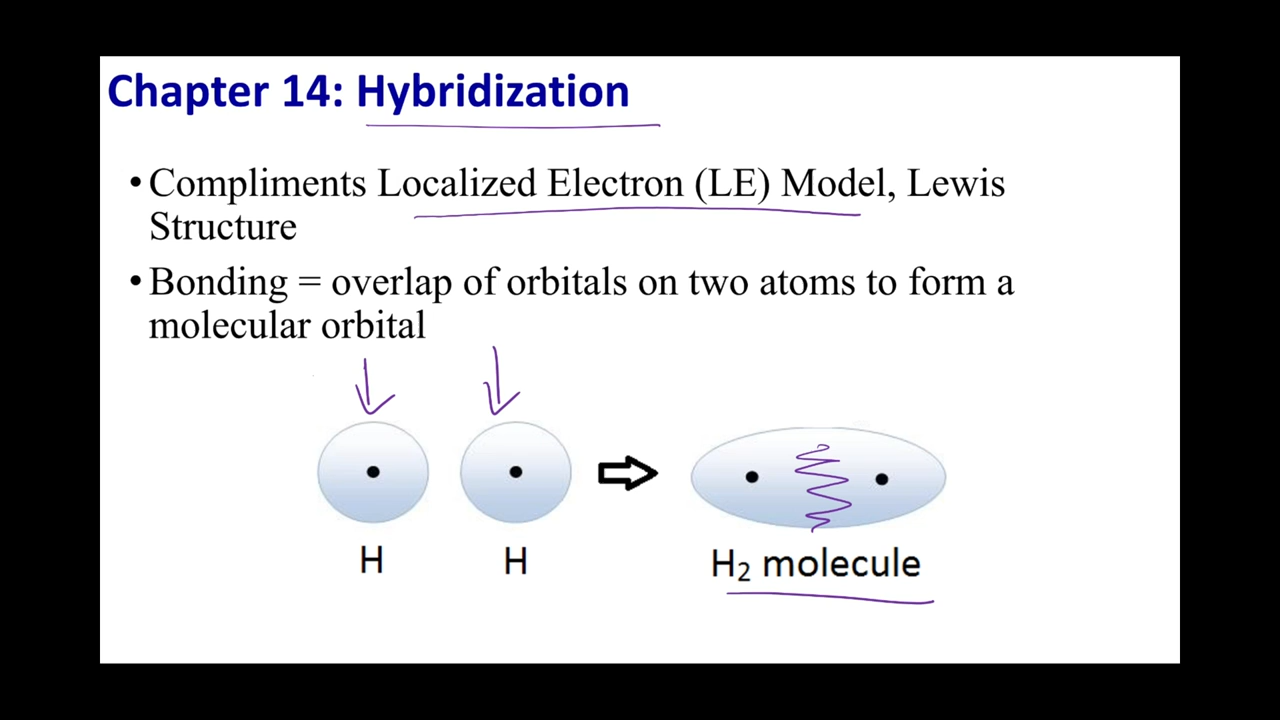 Chapter 14: Hybridization
•Compliments Localized Electron (LE) Model, Lewis
Structure
•Bonding = overlap of orbitals on two atoms to form a
molecular orbital
H H H₂ molecule